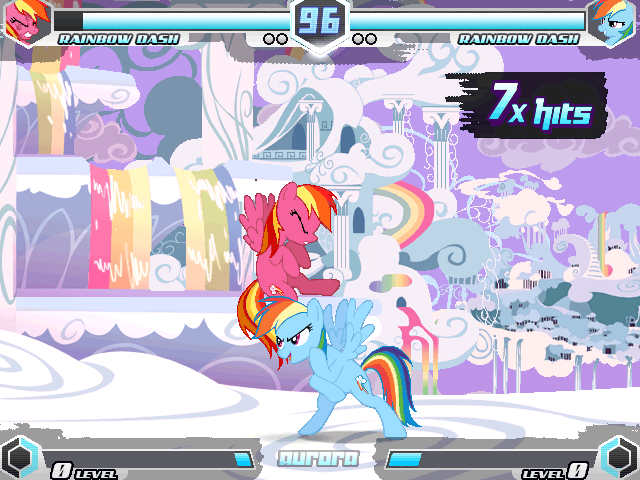 96
RAINBOW DASH
RAINBOW DASH
7x hits
aurora
0 LEVEL
LEVEL 0